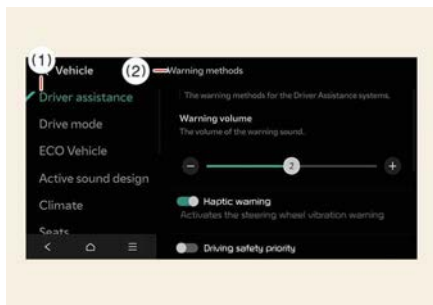 (1)
Vehicle
(2)
Warning methods
Driver assistance
The warning methods for the Driver Assistance systems.
Drive mode
Warning volume
The volume of the warning sound.
ECO Vehicle
- 2 +
Active sound design
Haptic warning
Activates the steering wheel vibration warning
Climate
Seats
Driving safety priority